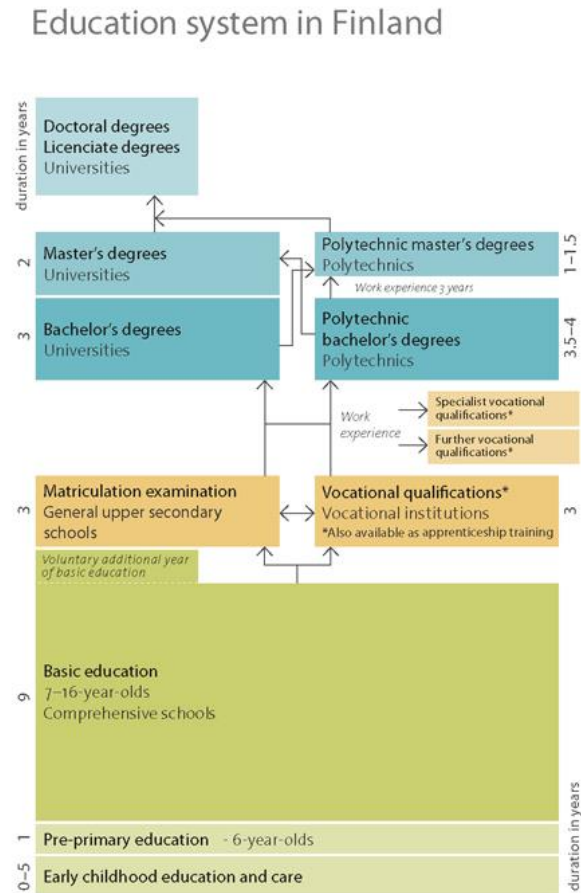 Education system in Finland
duration in years
Doctoral degrees
Licenciate degrees
Universities
2
Master's degrees
Universities
Polytechnic master's degrees
Polytechnics
1–1.5
Work experience 3 years
3
Bachelor's degrees
Universities
Polytechnic
bachelor's degrees
Polytechnics
3.5–4
Work
experience
Specialist vocational
qualifications*
Further vocational
qualifications*
3
Matriculation examination
General upper secondary
schools
Vocational qualifications*
Vocational institutions
*Also available as apprenticeship training
3
Voluntary additional year
of basic education
9
Basic education
7–16-year-olds
Comprehensive schools
1
Pre-primary education - 6-year-olds
0–5
Early childhood education and care
duration in years